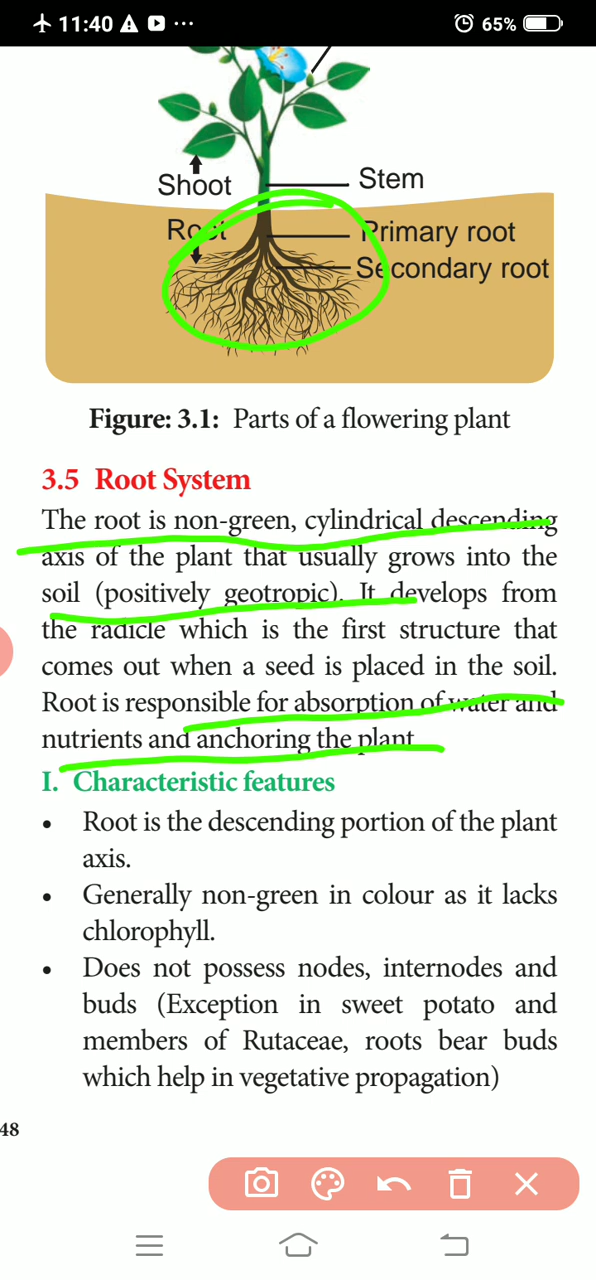 11:40
65%
Shoot
Stem
Root
Primary root
Secondary root
Figure: 3.1: Parts of a flowering plant
3.5 Root System
The root is non-green, cylindrical descending
axis of the plant that usually grows into the
soil (positively geotropic). It develops from
the radicle which is the first structure that
comes out when a seed is placed in the soil.
Root is responsible for absorption of water and
nutrients and anchoring the plant
I. Characteristic features
• Root is the descending portion of the plant
axis.
• Generally non-green in colour as it lacks
chlorophyll.
• Does not possess nodes, internodes and
buds (Exception in sweet potato and
members of Rutaceae, roots bear buds
which help in vegetative propagation)
48